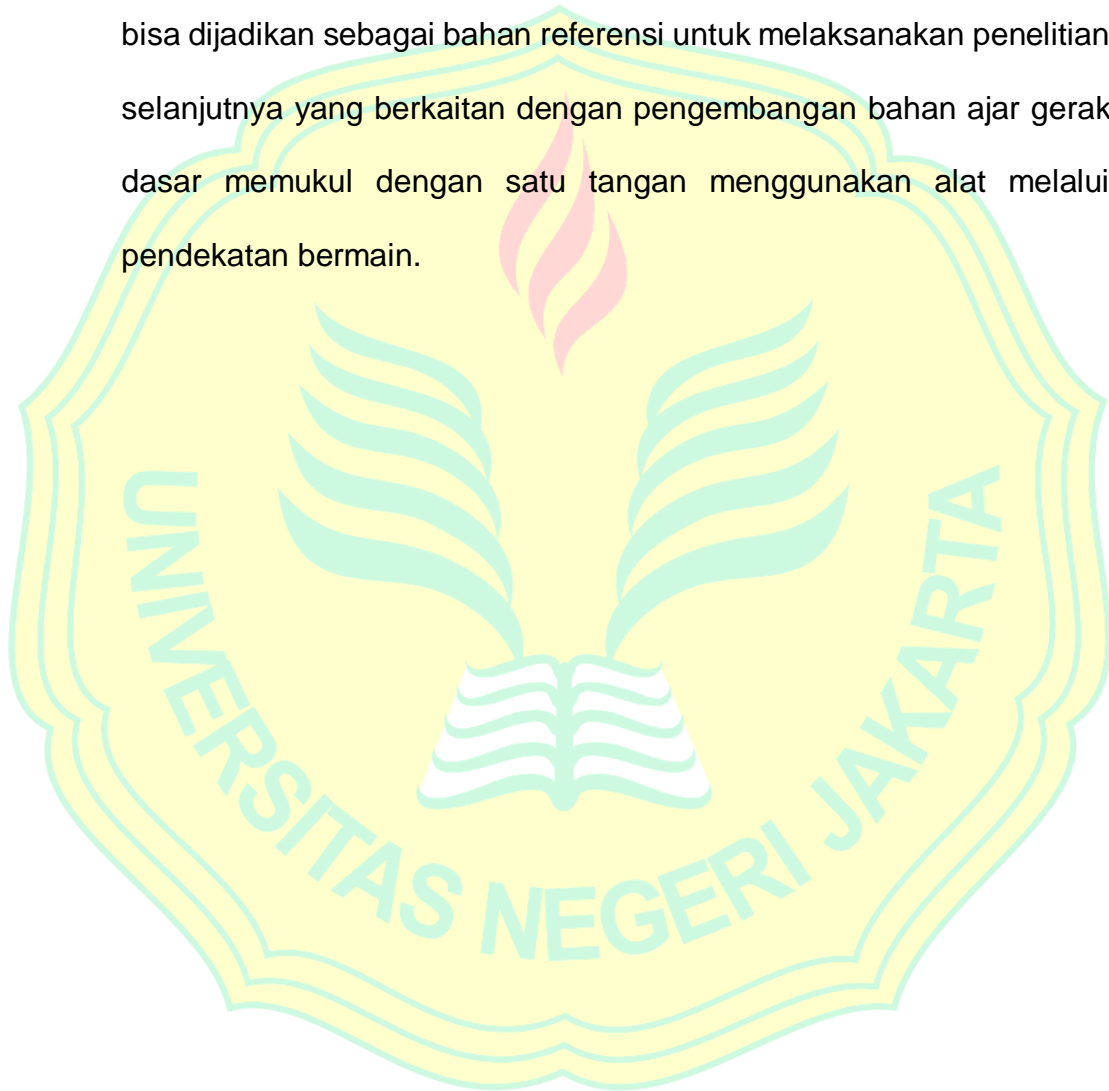 bisa dijadikan sebagai bahan referensi untuk melaksanakan penelitian
selanjutnya yang berkaitan dengan pengembangan bahan ajar gerak
dasar memukul dengan satu tangan menggunakan alat melalui
pendekatan bermain.
UNIVERSITAS NEGERI JAKARTA